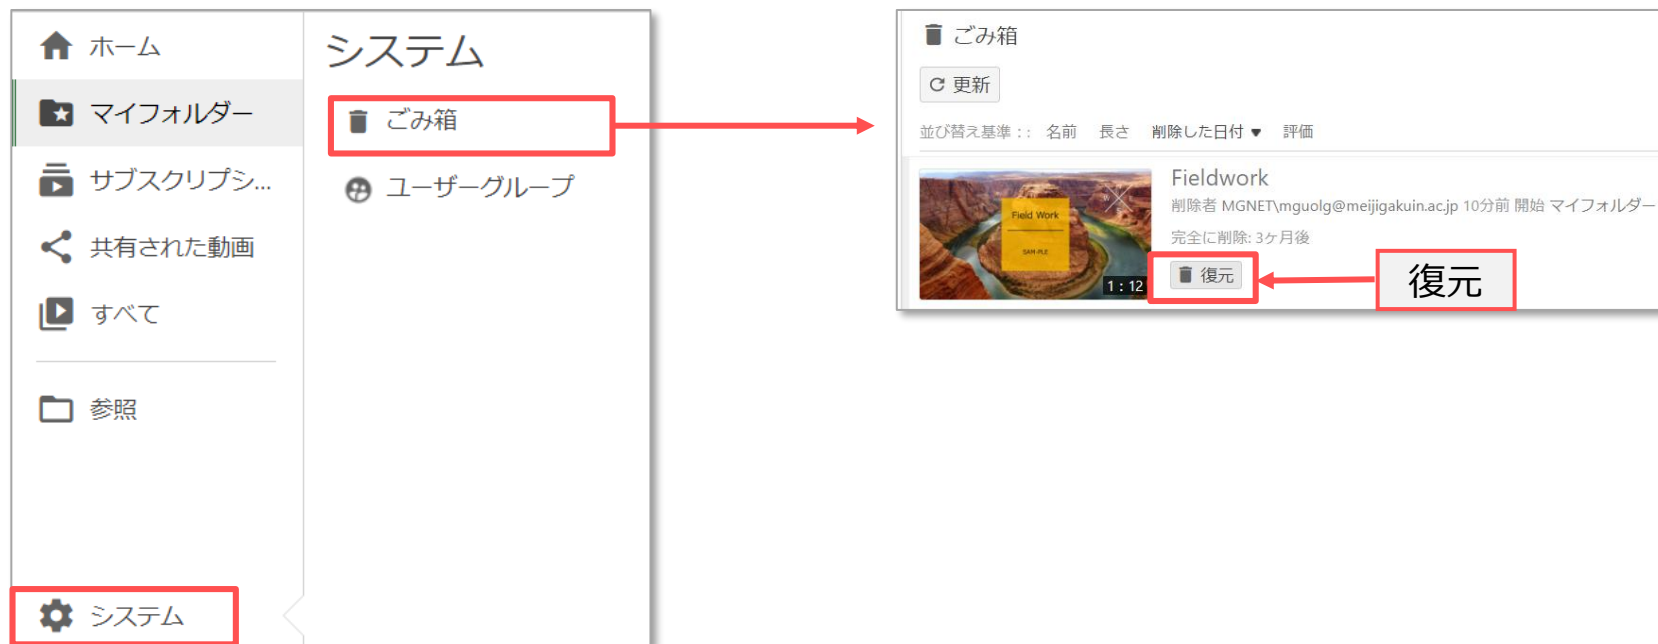 ホーム
マイフォルダー
サブスクリプシ...
共有された動画
すべて
参照
システム
システム
ごみ箱
ユーザーグループ
ごみ箱
更新
並び替え基準:: 名前 長さ 削除した日付 ▼ 評価
Field Work
SAM-PLE
1:12
Fieldwork
削除者 MGNET\mguolg@meijigakuin.ac.jp 10分前 開始 マイフォルダー
完全に削除: 3ヶ月後
復元
復元